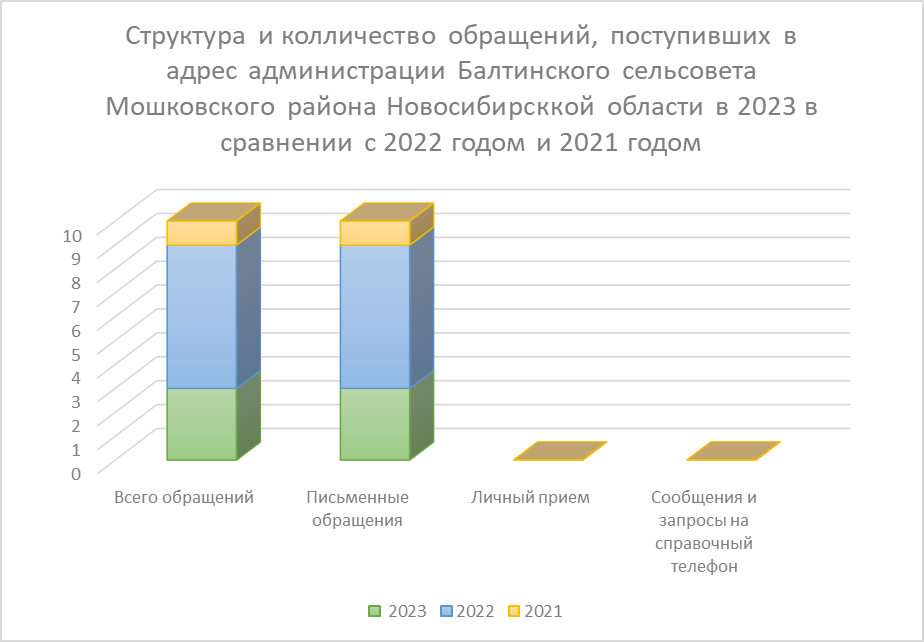 Структура и колличество обращений, поступивших в
адрес администрации Балтинского сельсовета
Мошковского района Новосибирсккой области в 2023 в
сравнении с 2022 годом и 2021 годом
10
9
8
7
6
5
4
3
2
1
0
Всего обращений
Письменные
обращения
Личный прием
Сообщения и
запросы на
справочный
телефон
2023
2022
2021